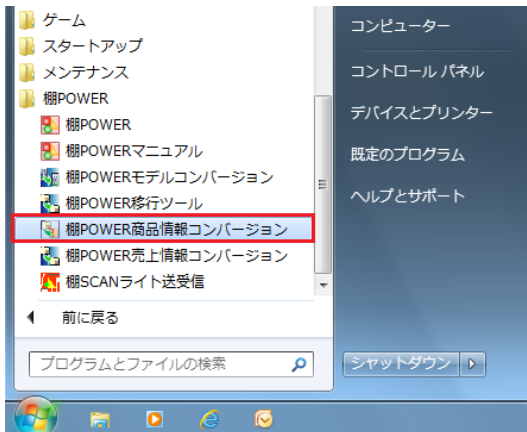 ゲーム
スタートアップ
メンテナンス
棚POWER
棚POWER
棚POWERマニュアル
棚POWERモデルコンバージョン
棚POWER移行ツール
棚POWER商品情報コンバージョン
棚POWER売上情報コンバージョン
棚SCANライト送受信
前に戻る
プログラムとファイルの検索
コンピューター
コントロール パネル
デバイスとプリンター
既定のプログラム
ヘルプとサポート
シャットダウン